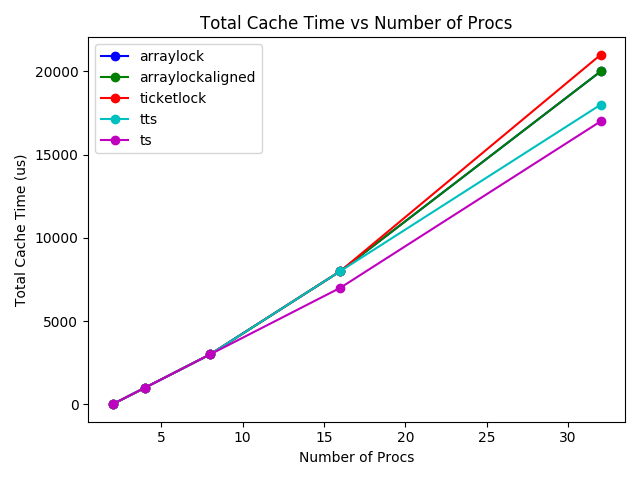 Total Cache Time vs Number of Procs
arraylock
arraylockaligned
ticketlock
tts
ts
Total Cache Time (us)
20000
15000
10000
5000
0
5 10 15 20 25 30
Number of Procs